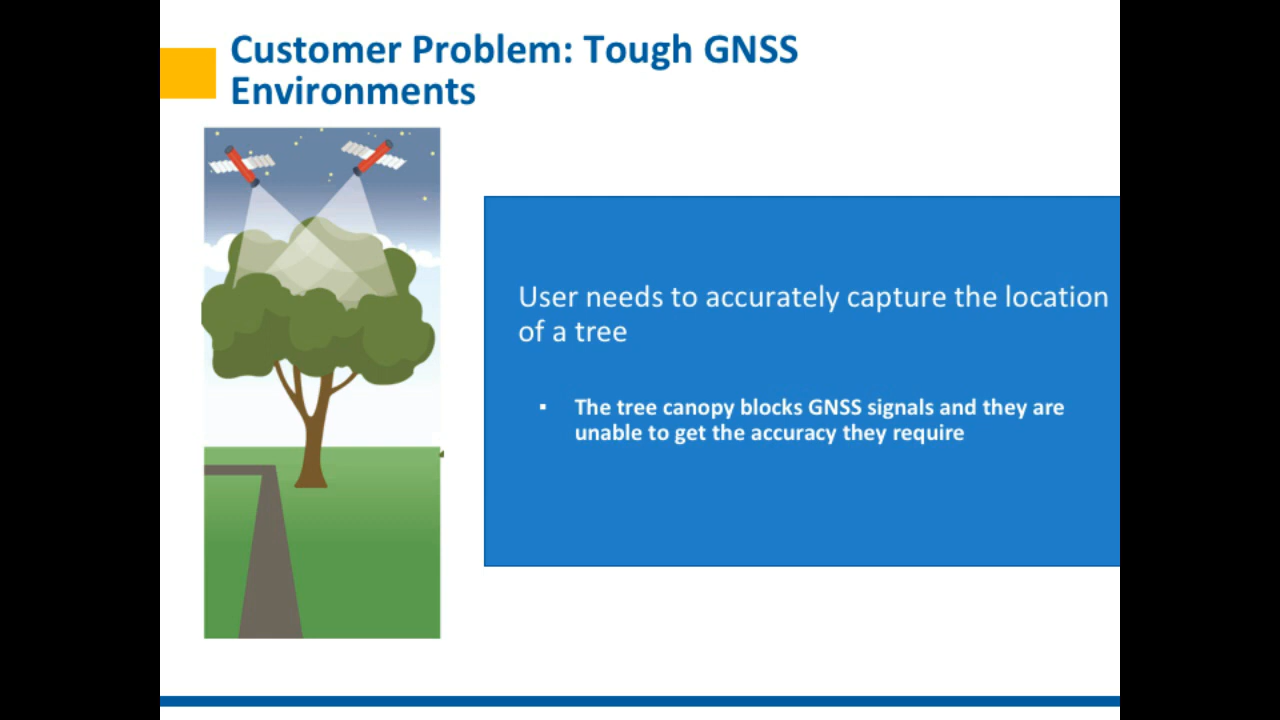 Customer Problem: Tough GNSS
Environments
User needs to accurately capture the location
of a tree
▪ The tree canopy blocks GNSS signals and they are
unable to get the accuracy they require